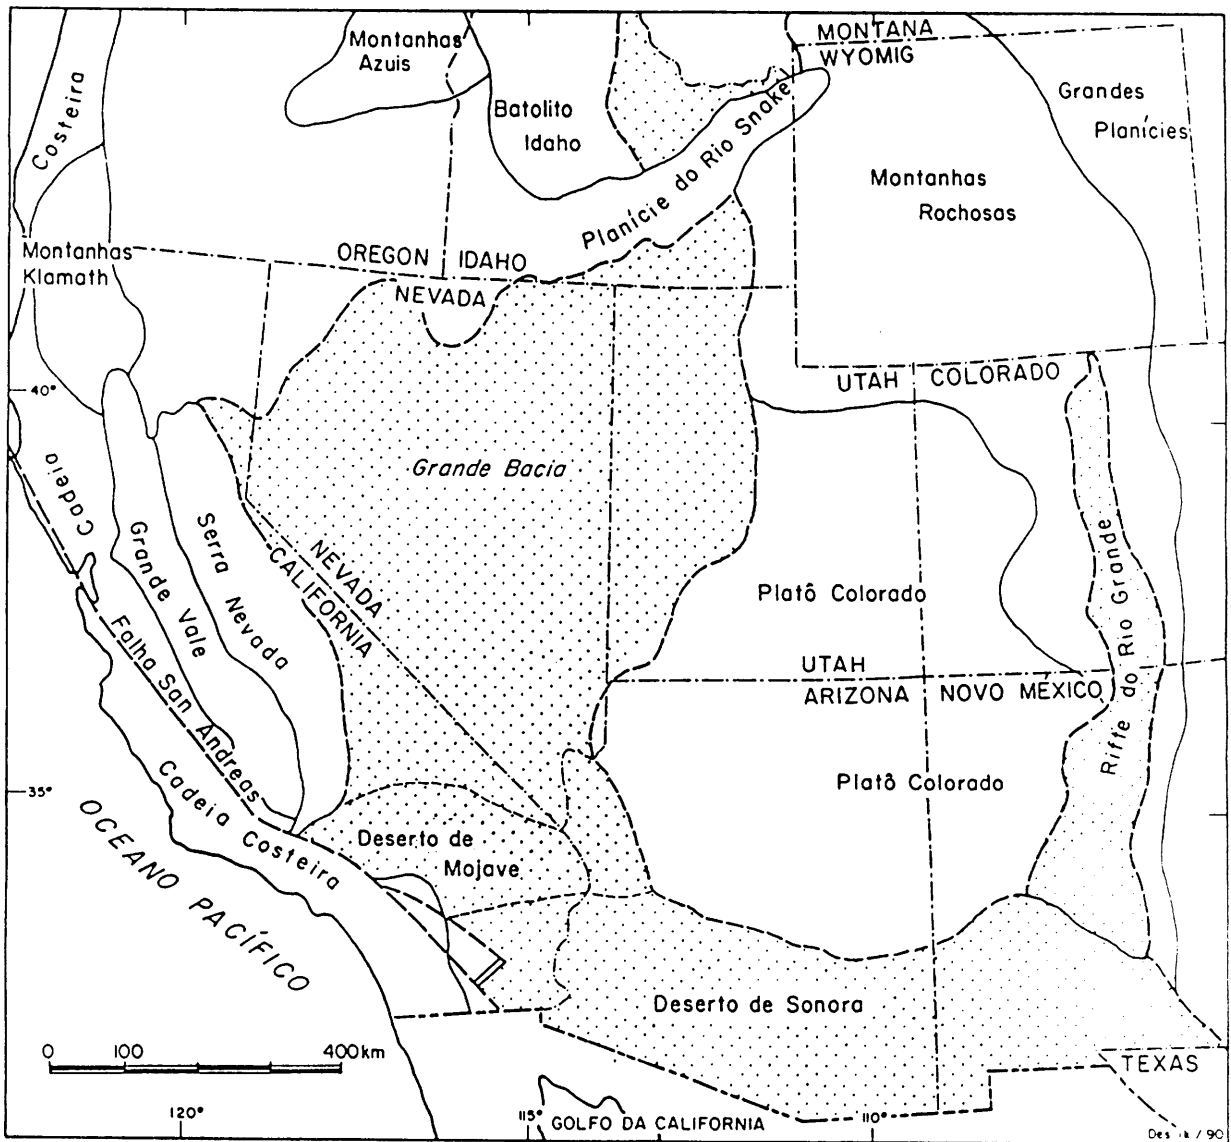 MONTANA
WYOMIG
Montanhas
Azuis
Costeira
Batolito
Idaho
Planície do Rio Snake
Grandes
Planícies
Montanhas
Rochosas
Montanhas
Klamath
OREGON IDAHO
NEVADA
40°
UTAH COLORADO
Cadeia
Grande Vale
Serra Nevada
Grande Bacia
NEVADA
CALIFORNIA
Platô Colorado
Falha San Andreas
UTAH
ARIZONA NOVO MÉXICO
Rifte do Rio Grande
35°
Platô Colorado
Cadeia Costeira
Deserto de
Mojave
OCEANO PACÍFICO
Deserto de Sonora
0 100 400 km
TEXAS
120°
115°
110°
GOLFO DA CALIFORNIA
/ 90